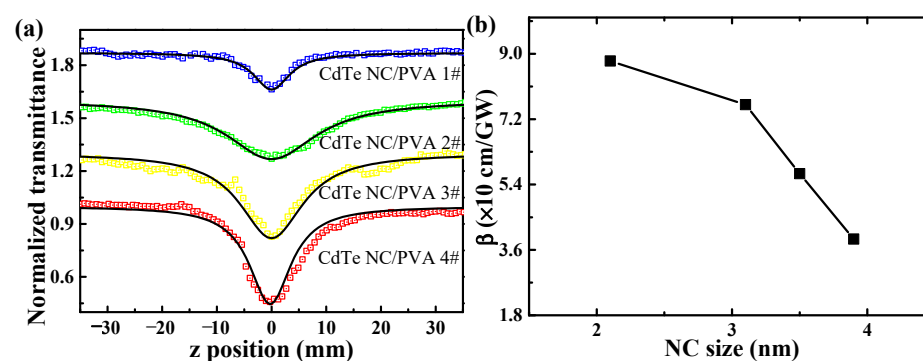 (a)
Normalized transmittance
1.8
1.5
1.2
0.9
0.6
CdTe NC/PVA 1#
CdTe NC/PVA 2#
CdTe NC/PVA 3#
CdTe NC/PVA 4#
−30 −20 −10 0 10 20 30
z position (mm)
(b)
β (×10 cm/GW)
9.0
7.2
5.4
3.6
1.8
2 3 4
NC size (nm)